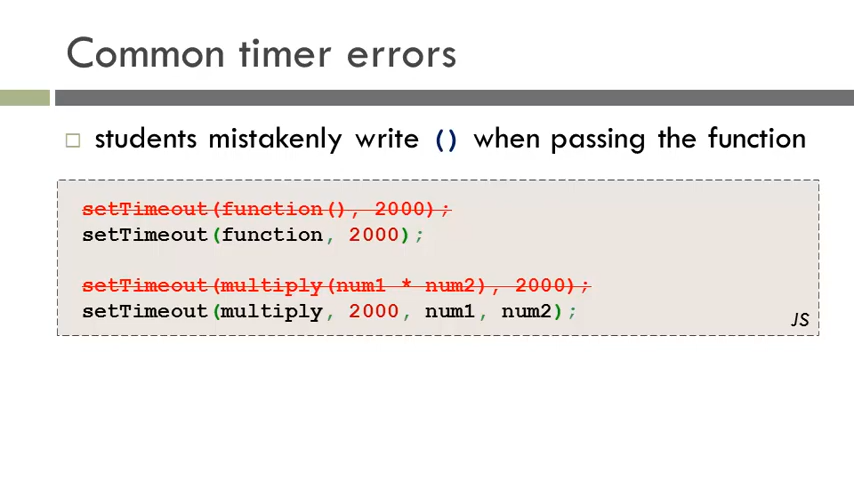 Common timer errors
students mistakenly write () when passing the function
setTimeout(function(), 2000);
setTimeout(function, 2000);
setTimeout(multiply(num1 * num2), 2000);
setTimeout(multiply, 2000, num1, num2);
JS